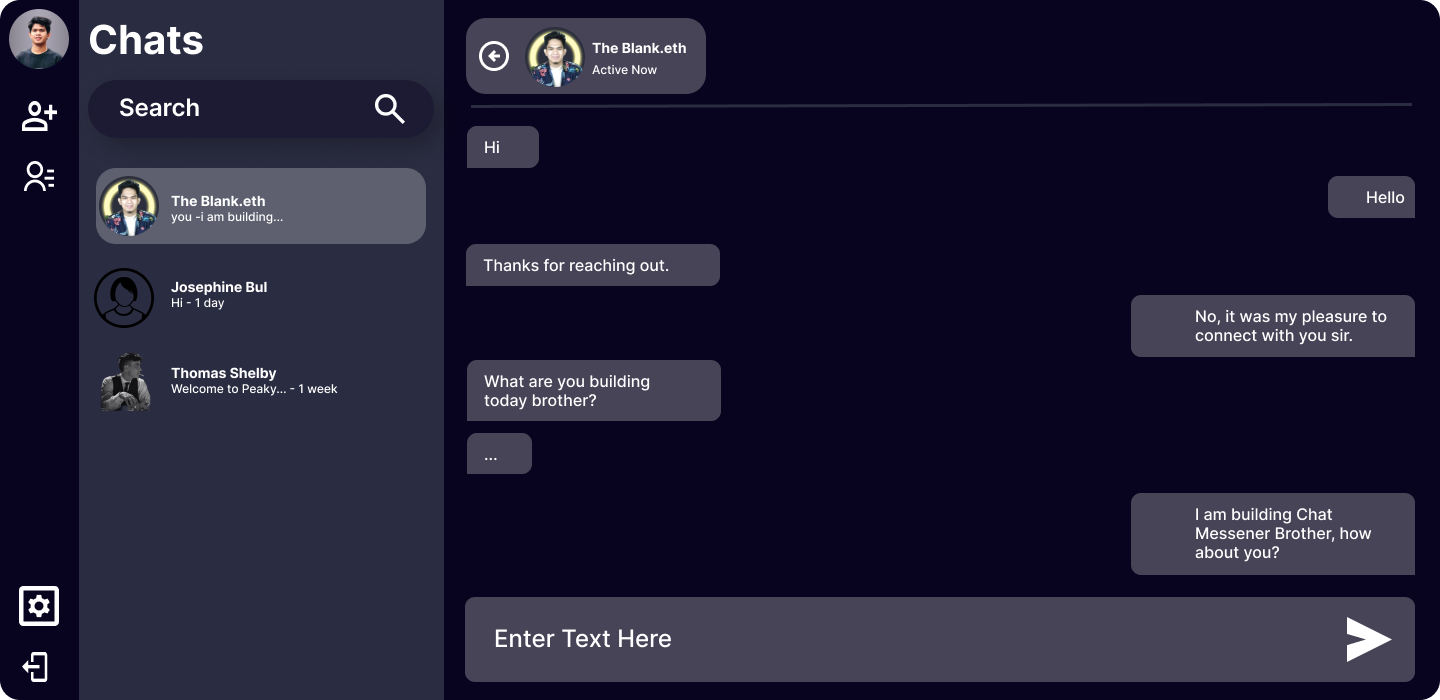 Chats
Search
The Blank.eth
you -i am building...
Josephine Bul
Hi - 1 day
Thomas Shelby
Welcome to Peaky... - 1 week
The Blank.eth
Active Now
Hi
Hello
Thanks for reaching out.
No, it was my pleasure to
connect with you sir.
What are you building
today brother?
...
I am building Chat
Messener Brother, how
about you?
Enter Text Here